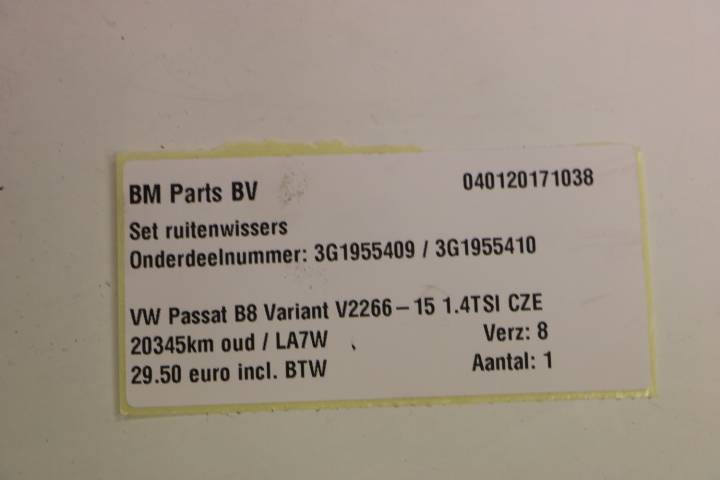 BM Parts BV 040120171038
Set ruitenwissers
Onderdeelnummer: 3G1955409 / 3G1955410
VW Passat B8 Variant V2266-15 1.4TSI CZE
20345km oud / LA7W Verz: 8
29.50 euro incl. BTW Aantal: 1